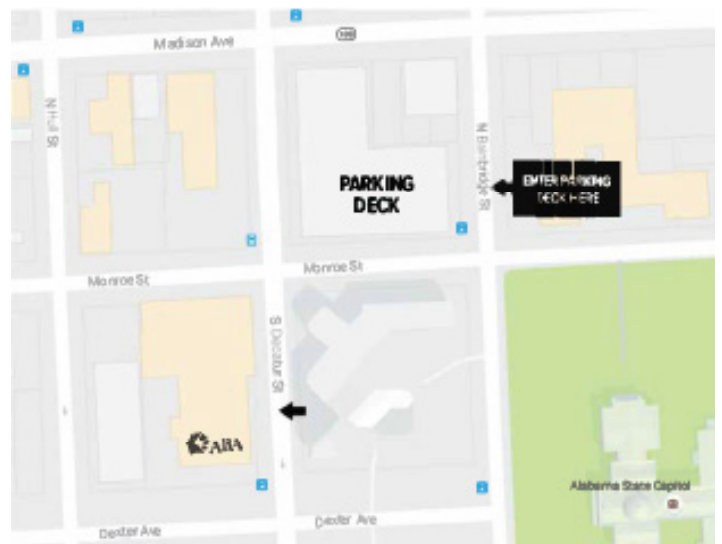 Madison Ave
N Hull St
N Bainbridge St
PARKING
DECK
ENTER PARKING
DECK HERE
Monroe St
Monroe St
S Decatur St
ARA
Alabama State Capitol
Dexter Ave
Dexter Ave